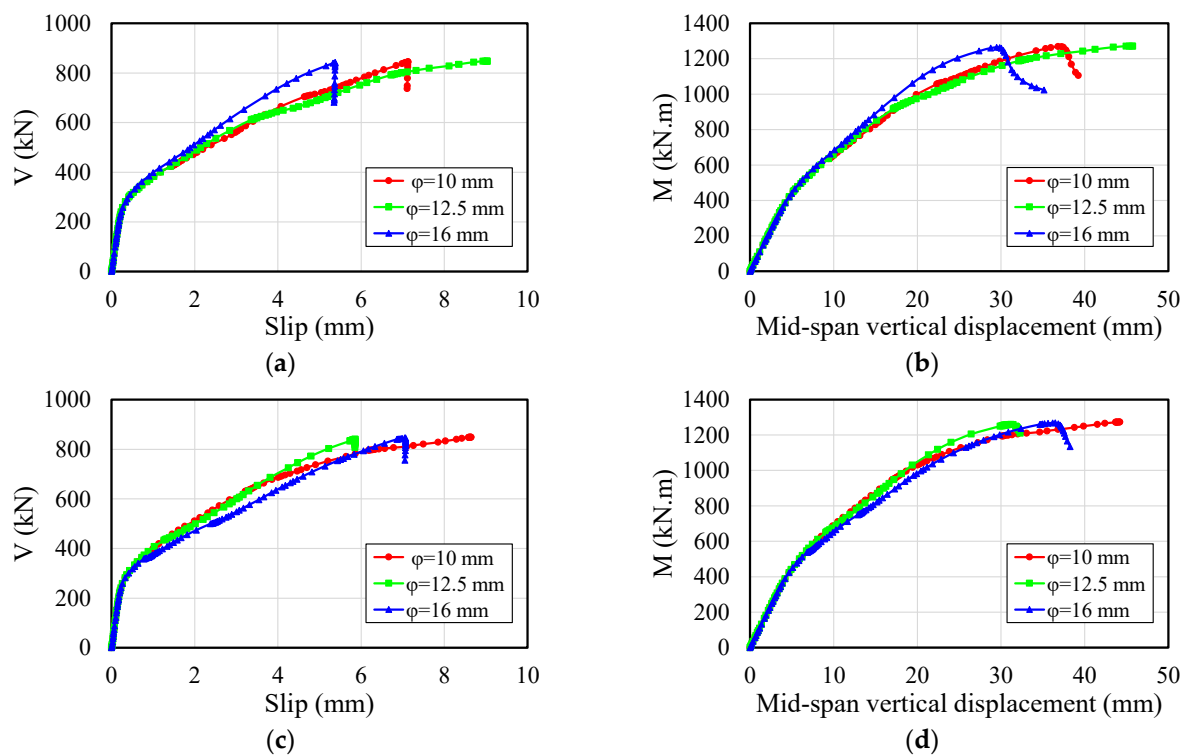 1000
800
600
400
200
0
V (kN)
φ=10 mm
φ=12.5 mm
φ=16 mm
0 2 4 6 8 10
Slip (mm)
(a)
1400
1200
1000
800
600
400
200
0
M (kN.m)
φ=10 mm
φ=12.5 mm
φ=16 mm
0 10 20 30 40 50
Mid-span vertical displacement (mm)
(b)
1000
800
600
400
200
0
V (kN)
φ=10 mm
φ=12.5 mm
φ=16 mm
0 2 4 6 8 10
Slip (mm)
(c)
1400
1200
1000
800
600
400
200
0
M (kN.m)
φ=10 mm
φ=12.5 mm
φ=16 mm
0 10 20 30 40 50
Mid-span vertical displacement (mm)
(d)